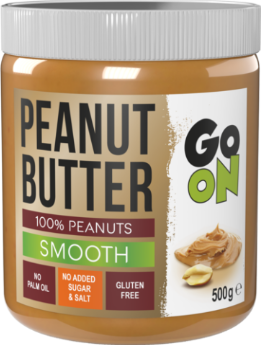 PEANUT
BUTTER
GO
ON
100% PEANUTS
SMOOTH
NO
PALM OIL
NO ADDED
SUGAR
& SALT
GLUTEN
FREE
500g ℮